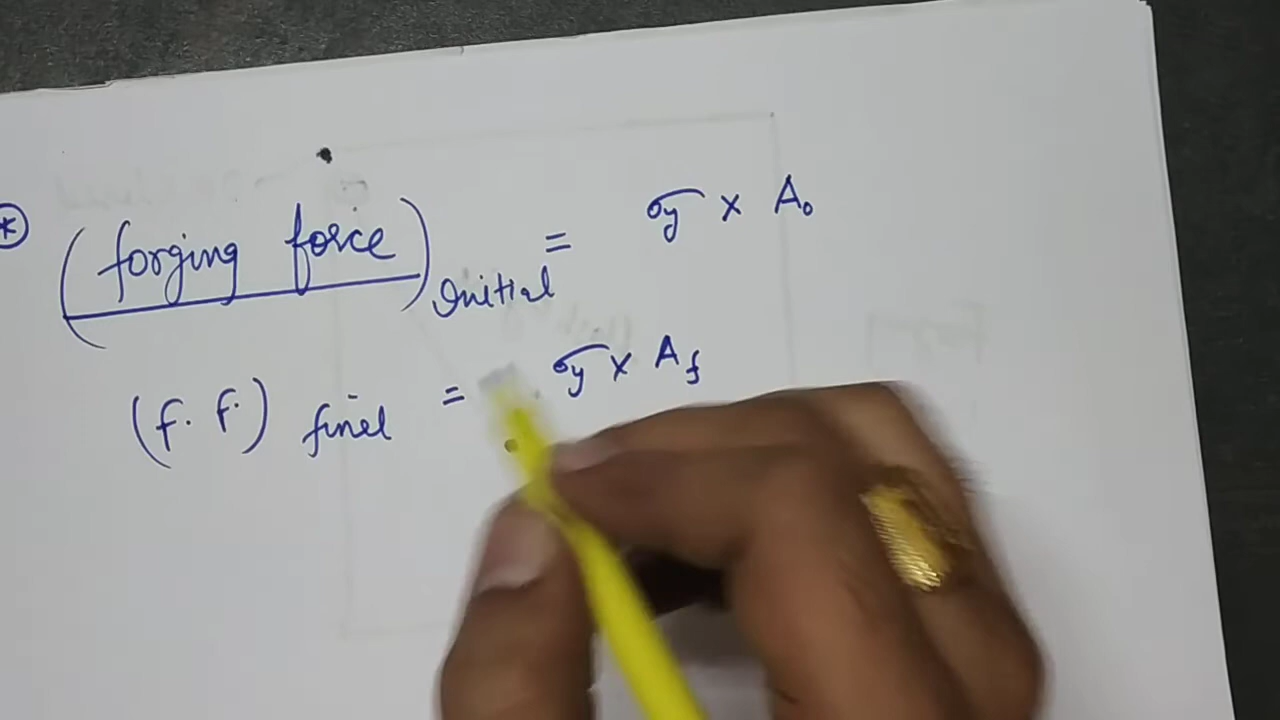 * (forging force)Initial = σy × A₀
(f. f.) final = σy × Af